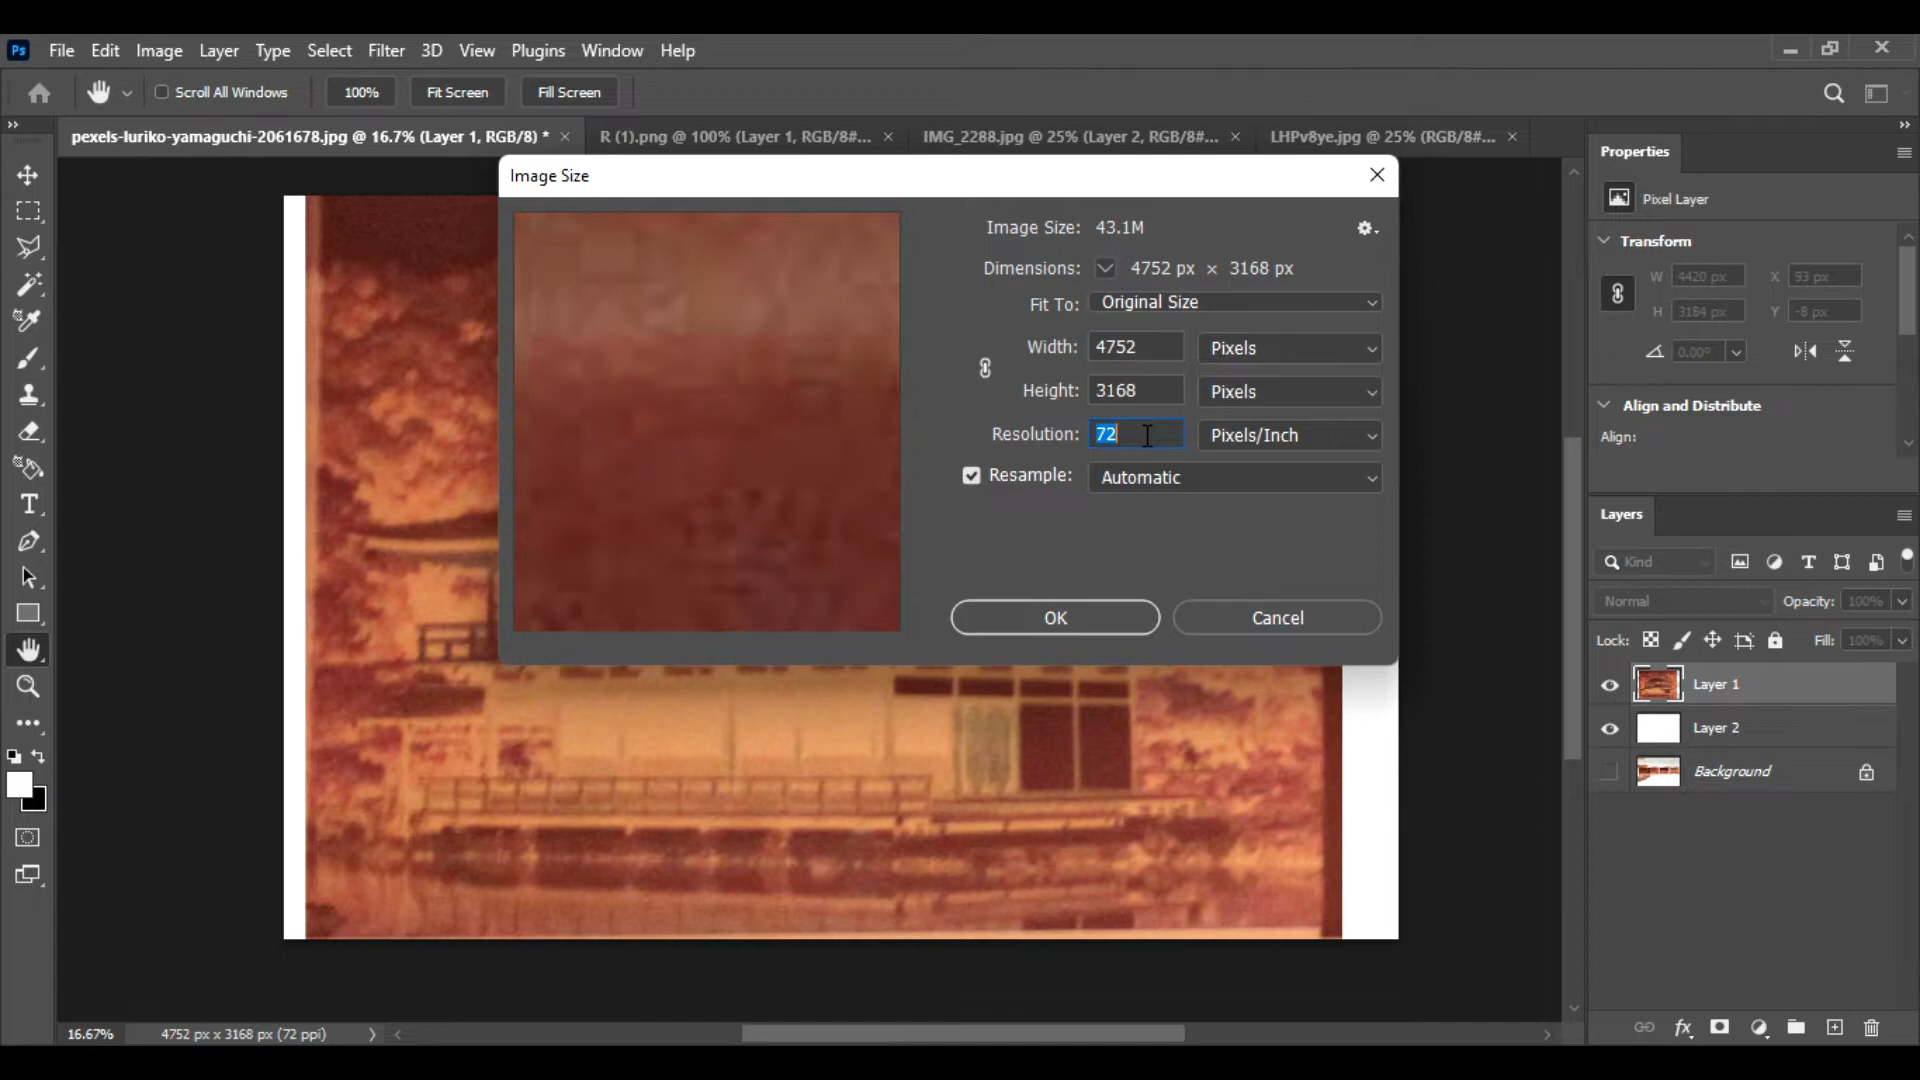 Ps File Edit Image Layer Type Select Filter 3D View Plugins Window Help
Scroll All Windows 100% Fit Screen Fill Screen
pexels-luriko-yamaguchi-2061678.jpg @ 16.7% (Layer 1, RGB/8) * R (1).png @ 100% (Layer 1, RGB/8#... IMG_2288.jpg @ 25% (Layer 2, RGB/8#... LHPv8ye.jpg @ 25% (RGB/8#...
Image Size
Image Size: 43.1M
Dimensions: 4752 px × 3168 px
Fit To: Original Size
Width: 4752 Pixels
Height: 3168 Pixels
Resolution: 72 Pixels/Inch
Resample: Automatic
OK Cancel
Properties
Pixel Layer
Transform
W 4420 px X 93 px
H 3184 px Y -8 px
0.00°
Align and Distribute
Align:
Layers
Kind
Normal Opacity: 100%
Lock: Fill: 100%
Layer 1
Layer 2
Background
16.67% 4752 px x 3168 px (72 ppi)